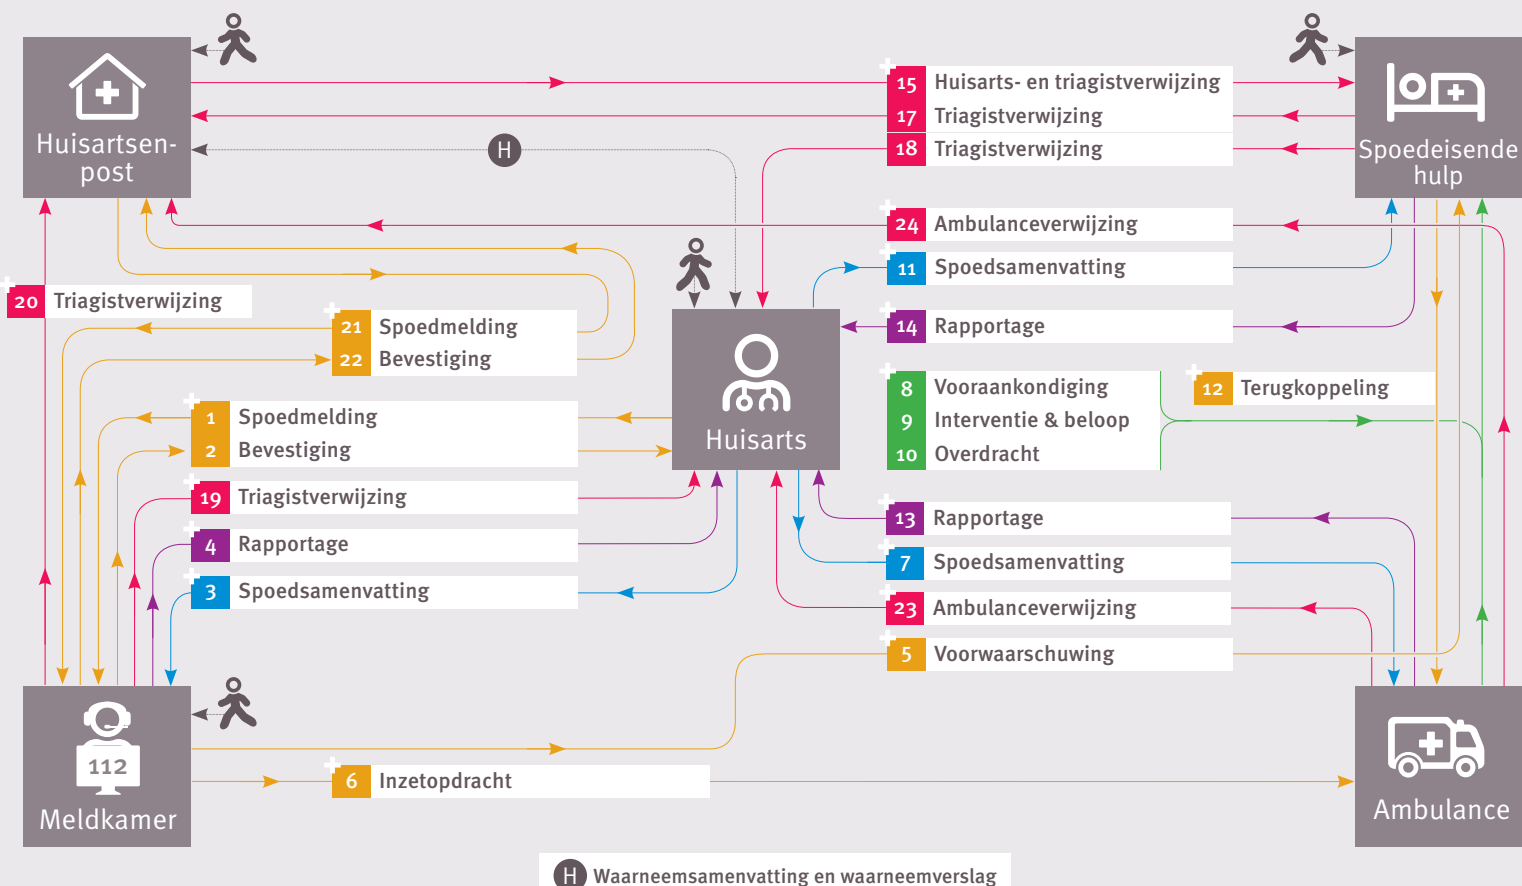 Huisartsen-
post
15 Huisarts- en triagistverwijzing
17 Triagistverwijzing
18 Triagistverwijzing
H
Spoedeisende
hulp
24 Ambulanceverwijzing
11 Spoedsamenvatting
20 Triagistverwijzing
21 Spoedmelding
22 Bevestiging
14 Rapportage
8 Vooraankondiging
9 Interventie & beloop
10 Overdracht
12 Terugkoppeling
1 Spoedmelding
2 Bevestiging
Huisarts
19 Triagistverwijzing
4 Rapportage
3 Spoedsamenvatting
13 Rapportage
7 Spoedsamenvatting
23 Ambulanceverwijzing
5 Voorwaarschuwing
112
Meldkamer
6 Inzetopdracht
Ambulance
H Waarneemsamenvatting en waarneemverslag